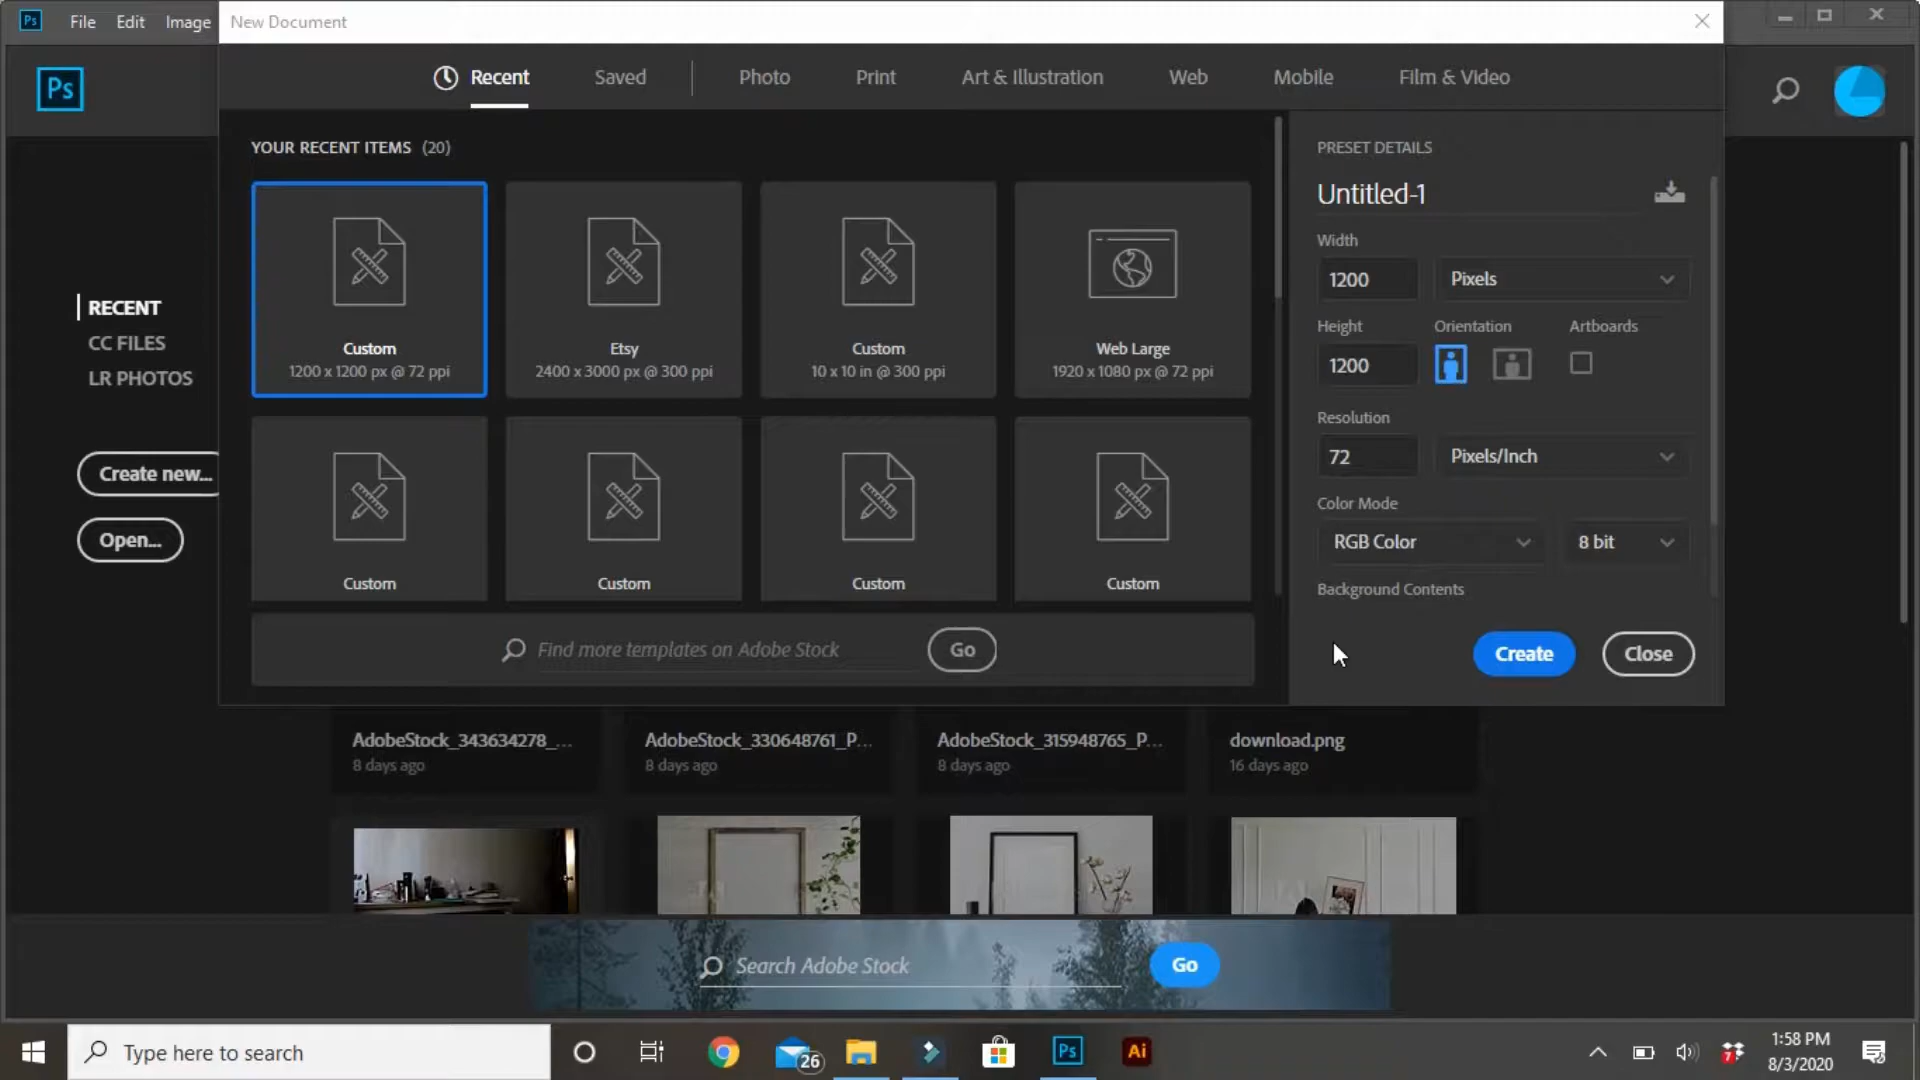 Ps File Edit Image
New Document
Ps
Recent Saved Photo Print Art & Illustration Web Mobile Film & Video
YOUR RECENT ITEMS (20)
Custom
1200 x 1200 px @ 72 ppi
Etsy
2400 x 3000 px @ 300 ppi
Custom
10 x 10 in @ 300 ppi
Web Large
1920 x 1080 px @ 72 ppi
Custom
Custom
Custom
Custom
Find more templates on Adobe Stock Go
PRESET DETAILS
Untitled-1
Width
1200 Pixels
Height Orientation Artboards
1200
Resolution
72 Pixels/Inch
Color Mode
RGB Color 8 bit
Background Contents
Create Close
RECENT
CC FILES
LR PHOTOS
Create new...
Open...
AdobeStock_343634278_...
8 days ago
AdobeStock_330648761_P...
8 days ago
AdobeStock_315948765_P...
8 days ago
download.png
16 days ago
Search Adobe Stock Go
Type here to search
26
Ps
Ai
7
1:58 PM
8/3/2020